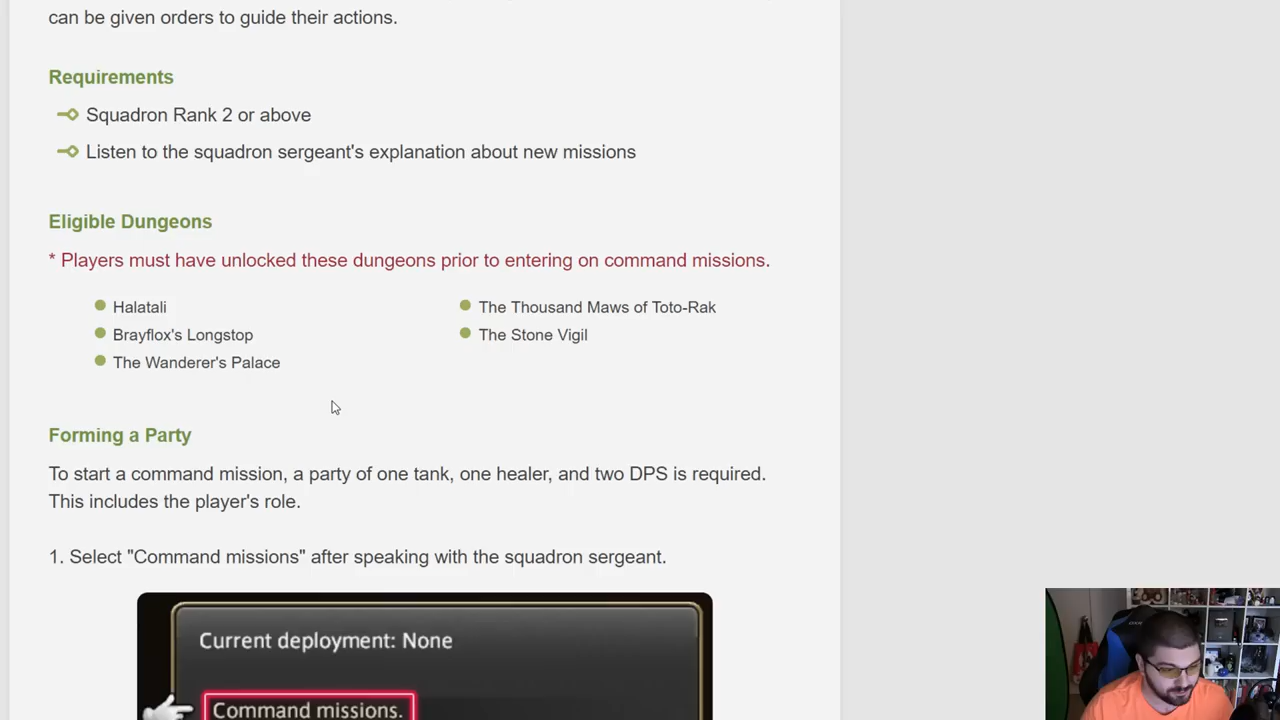 can be given orders to guide their actions.
Requirements
Squadron Rank 2 or above
Listen to the squadron sergeant's explanation about new missions
Eligible Dungeons
* Players must have unlocked these dungeons prior to entering on command missions.
Halatali
The Thousand Maws of Toto-Rak
Brayflox's Longstop
The Stone Vigil
The Wanderer's Palace
Forming a Party
To start a command mission, a party of one tank, one healer, and two DPS is required.
This includes the player's role.
1. Select "Command missions" after speaking with the squadron sergeant.
Current deployment: None
Command missions.